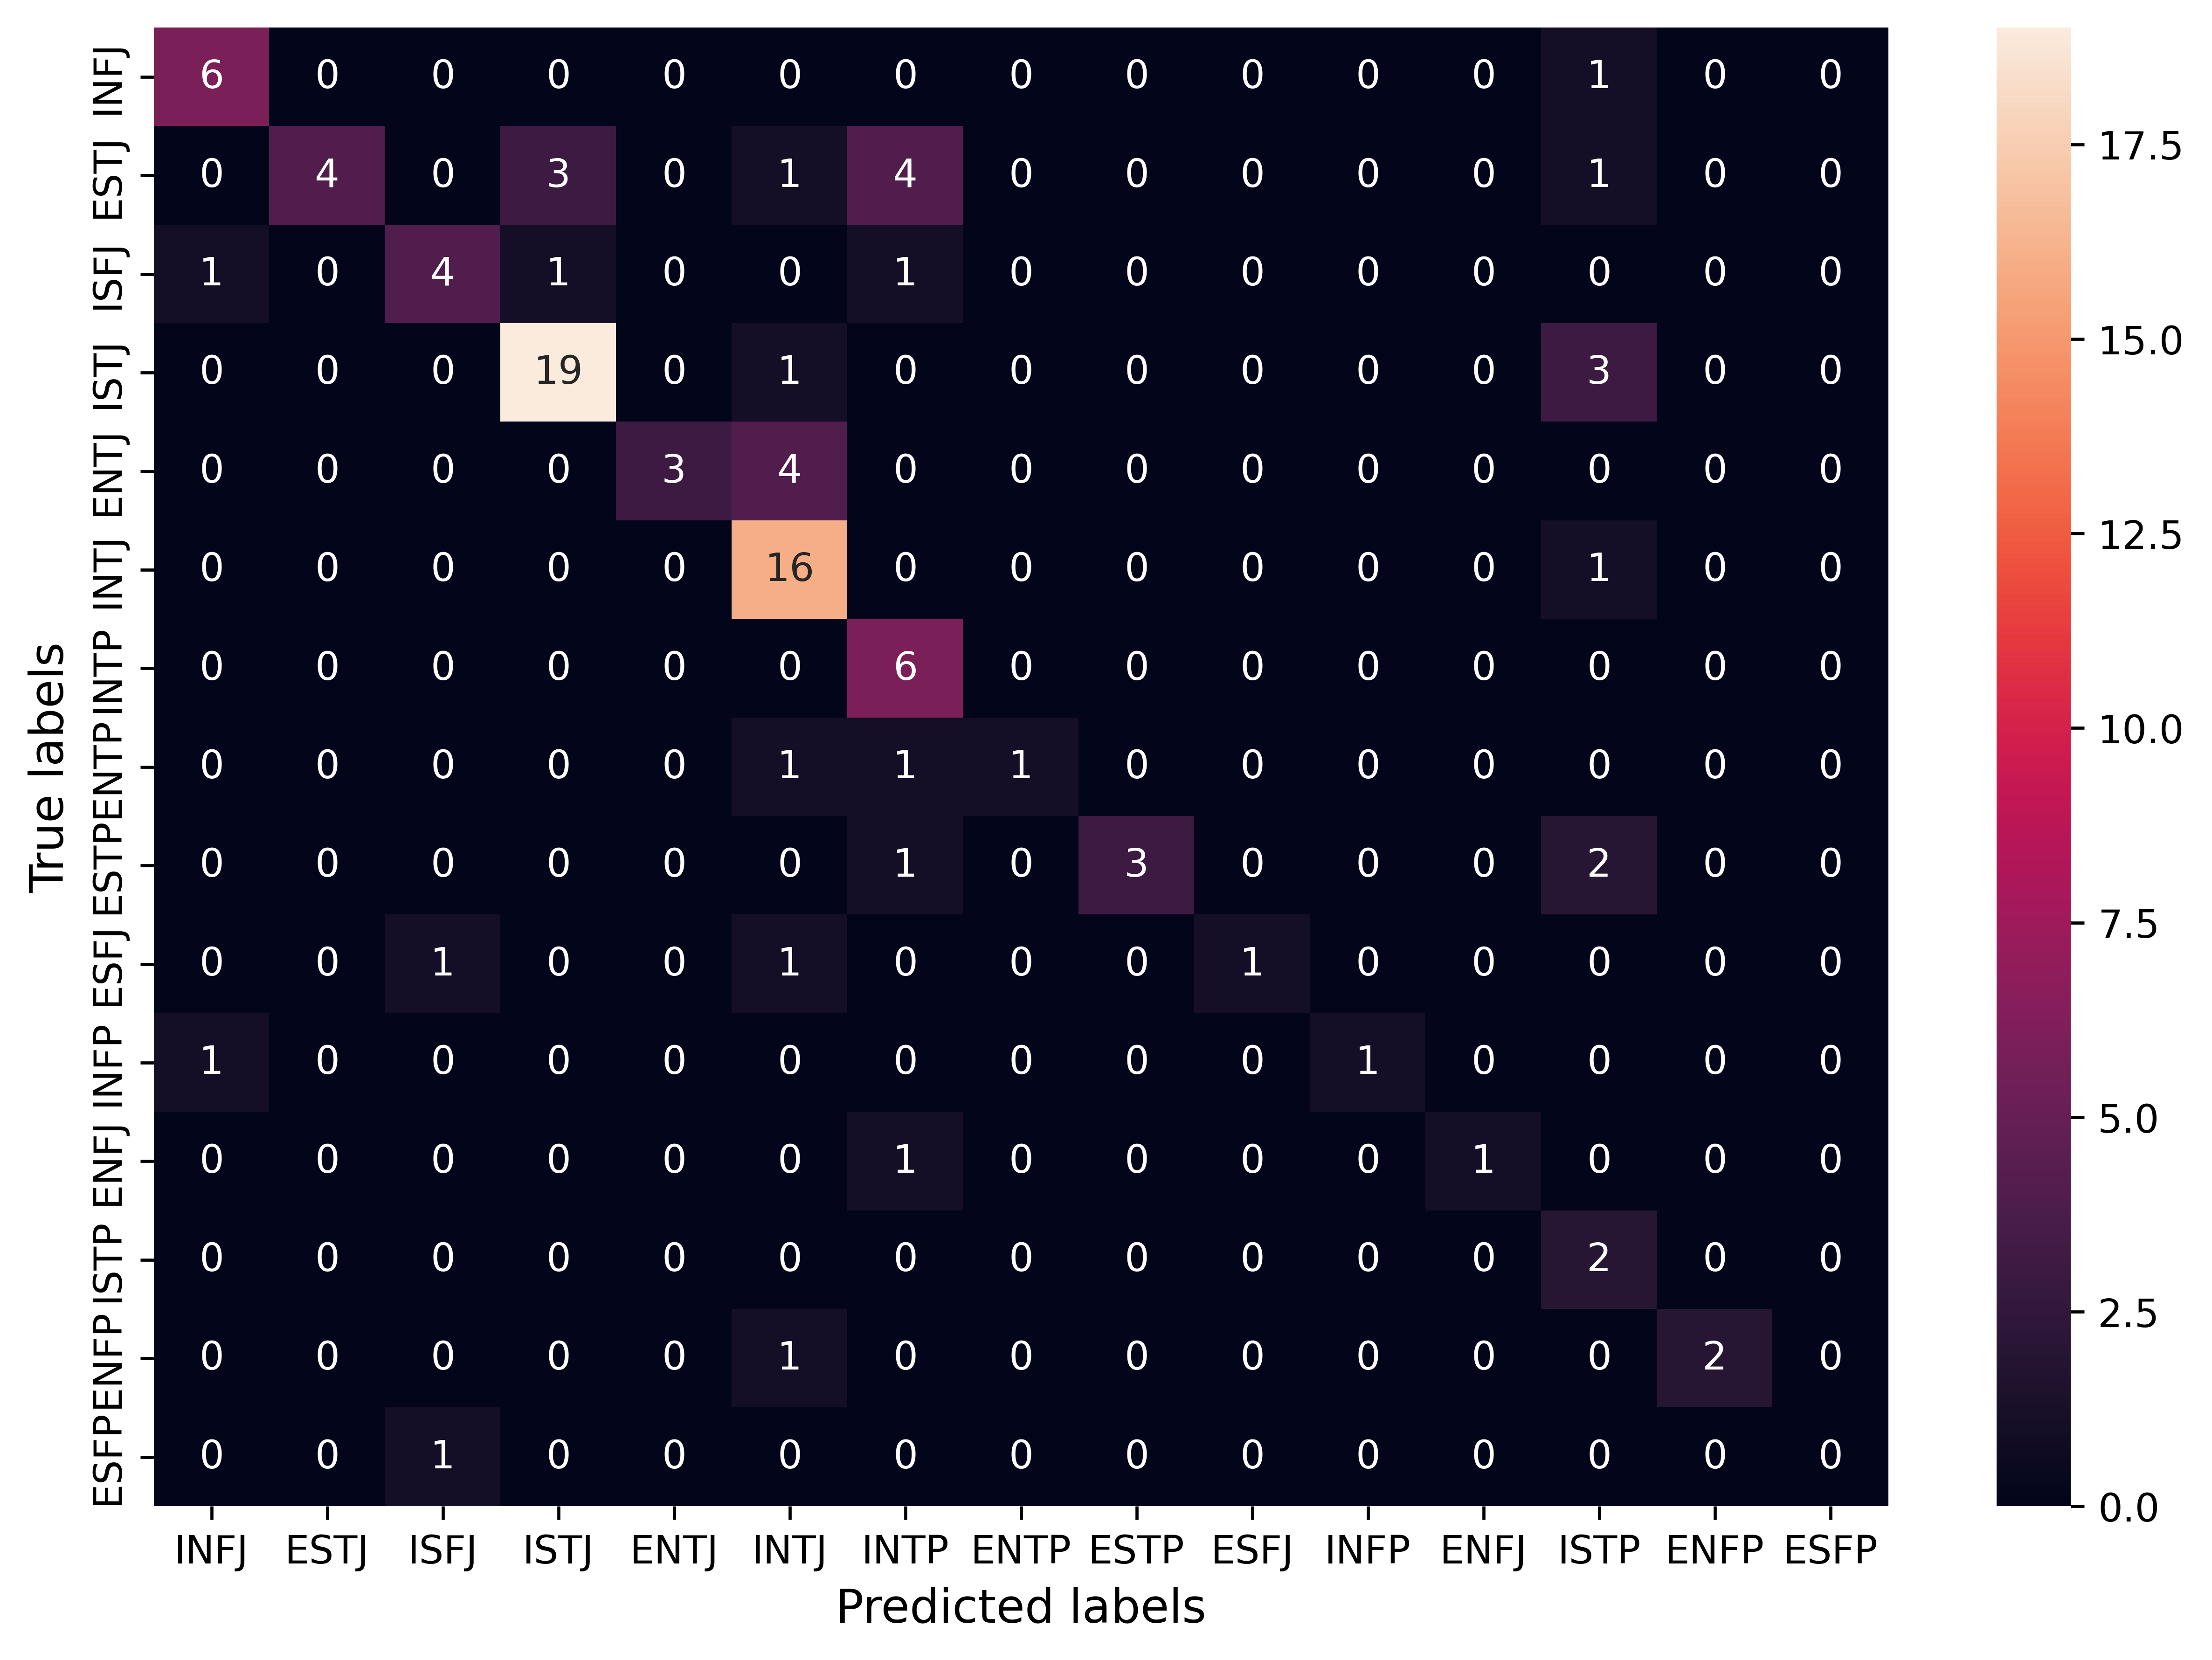 INFJ 6 0 0 0 0 0 0 0 0 0 0 0 1 0 0
ESTJ 0 4 0 3 0 1 4 0 0 0 0 0 1 0 0
ISFJ 1 0 4 1 0 0 1 0 0 0 0 0 0 0 0
ISTJ 0 0 0 19 0 1 0 0 0 0 0 0 3 0 0
ENTJ 0 0 0 0 3 4 0 0 0 0 0 0 0 0 0
INTJ 0 0 0 0 0 16 0 0 0 0 0 0 1 0 0
INTP 0 0 0 0 0 0 6 0 0 0 0 0 0 0 0
ENTP 0 0 0 0 0 1 1 1 0 0 0 0 0 0 0
ESTP 0 0 0 0 0 0 1 0 3 0 0 0 2 0 0
ESFJ 0 0 1 0 0 1 0 0 0 1 0 0 0 0 0
INFP 1 0 0 0 0 0 0 0 0 0 1 0 0 0 0
ENFJ 0 0 0 0 0 0 1 0 0 0 0 1 0 0 0
ISTP 0 0 0 0 0 0 0 0 0 0 0 0 2 0 0
ENFP 0 0 0 0 0 1 0 0 0 0 0 0 0 2 0
ESFP 0 0 1 0 0 0 0 0 0 0 0 0 0 0 0
INFJ ESTJ ISFJ ISTJ ENTJ INTJ INTP ENTP ESTP ESFJ INFP ENFJ ISTP ENFP ESFP
Predicted labels
True labels
17.5
15.0
12.5
10.0
7.5
5.0
2.5
0.0